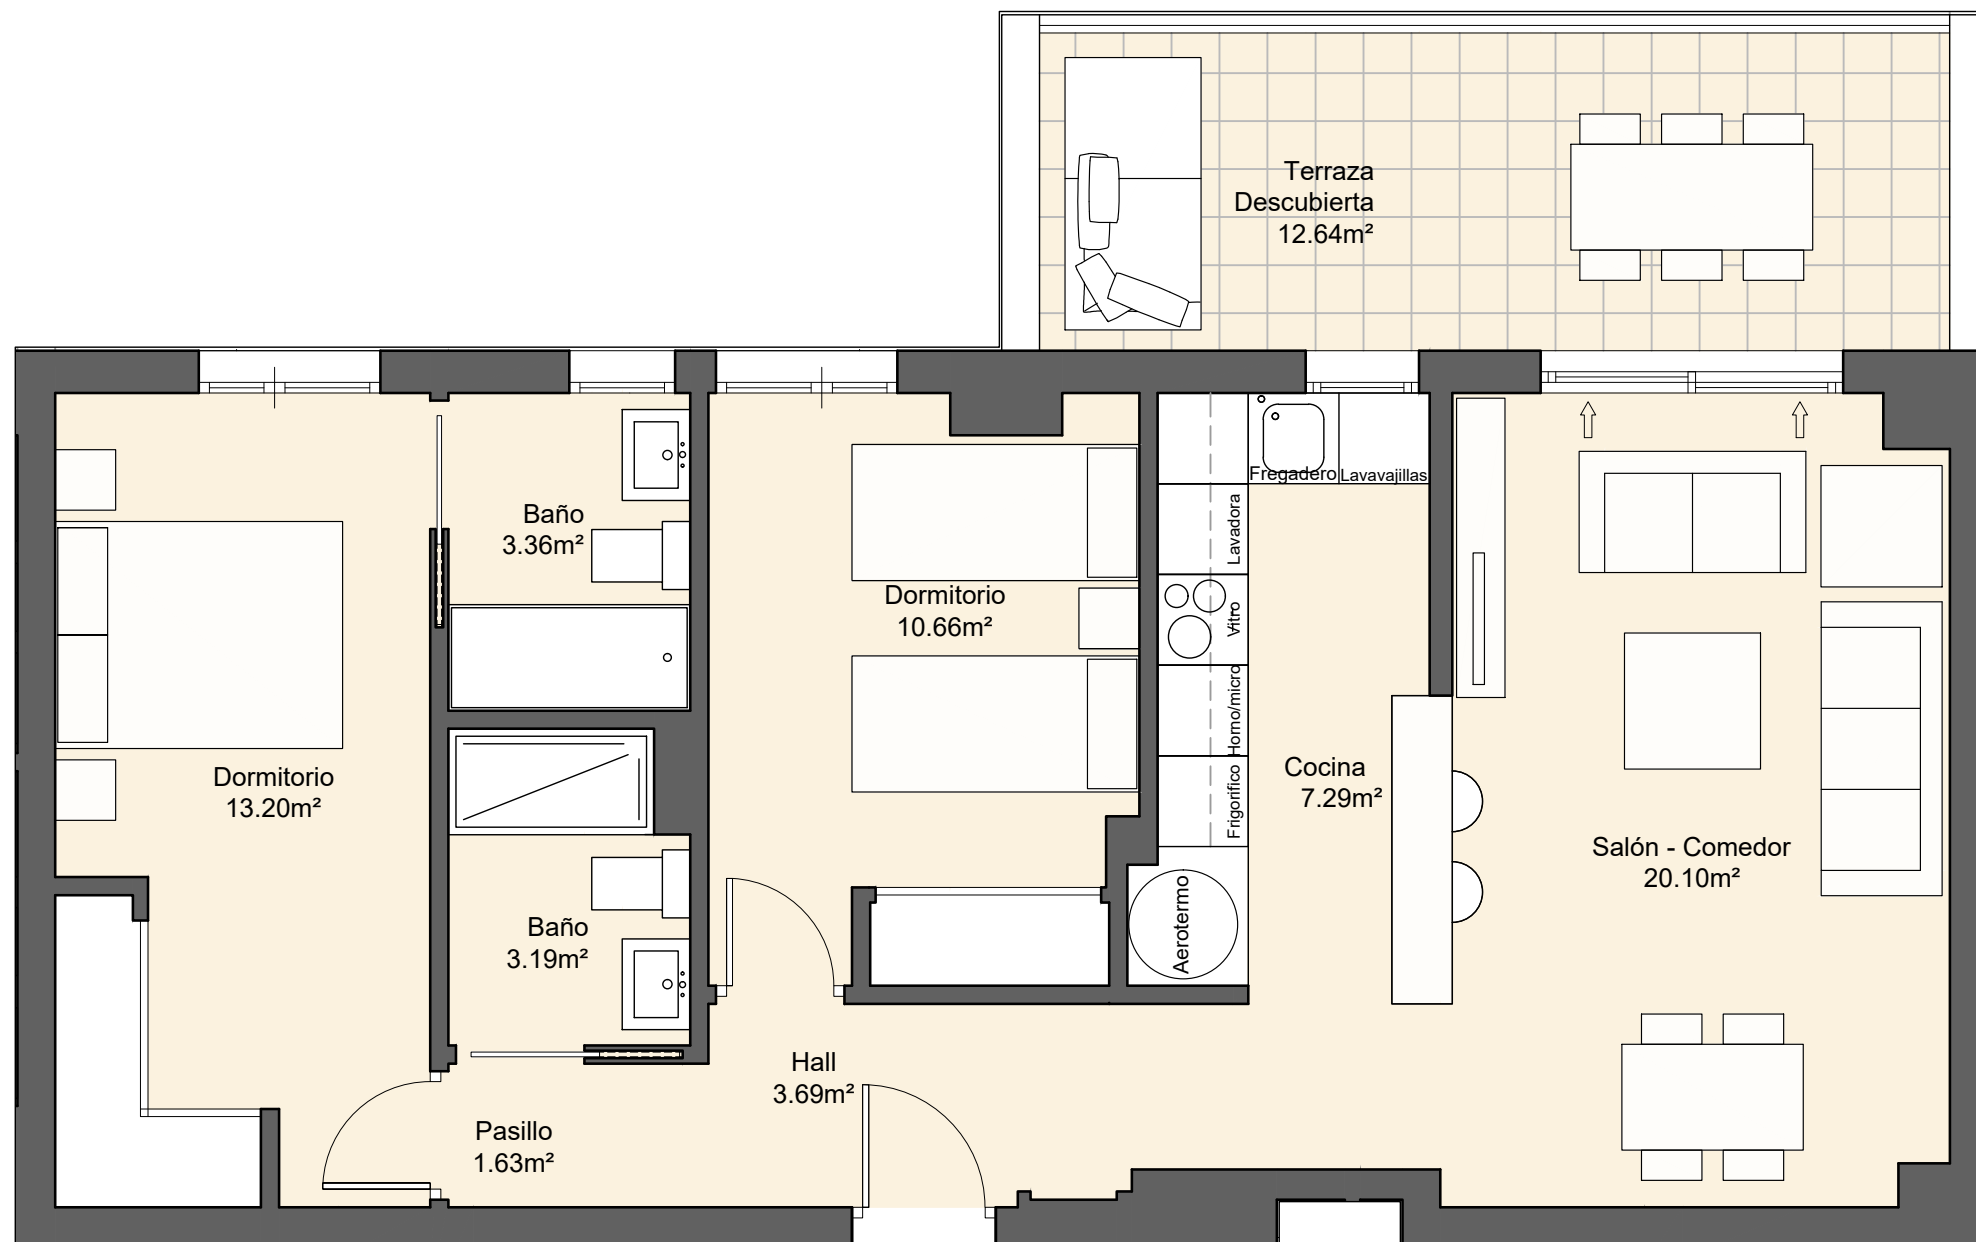 Terraza
Descubierta
12.64m²
Baño
3.36m²
Fregadero
Lavavajillas
Lavadora
Vitro
Horno/micro
Frigorifico
Aerotermo
Dormitorio
10.66m²
Dormitorio
13.20m²
Cocina
7.29m²
Salón - Comedor
20.10m²
Baño
3.19m²
Hall
3.69m²
Pasillo
1.63m²